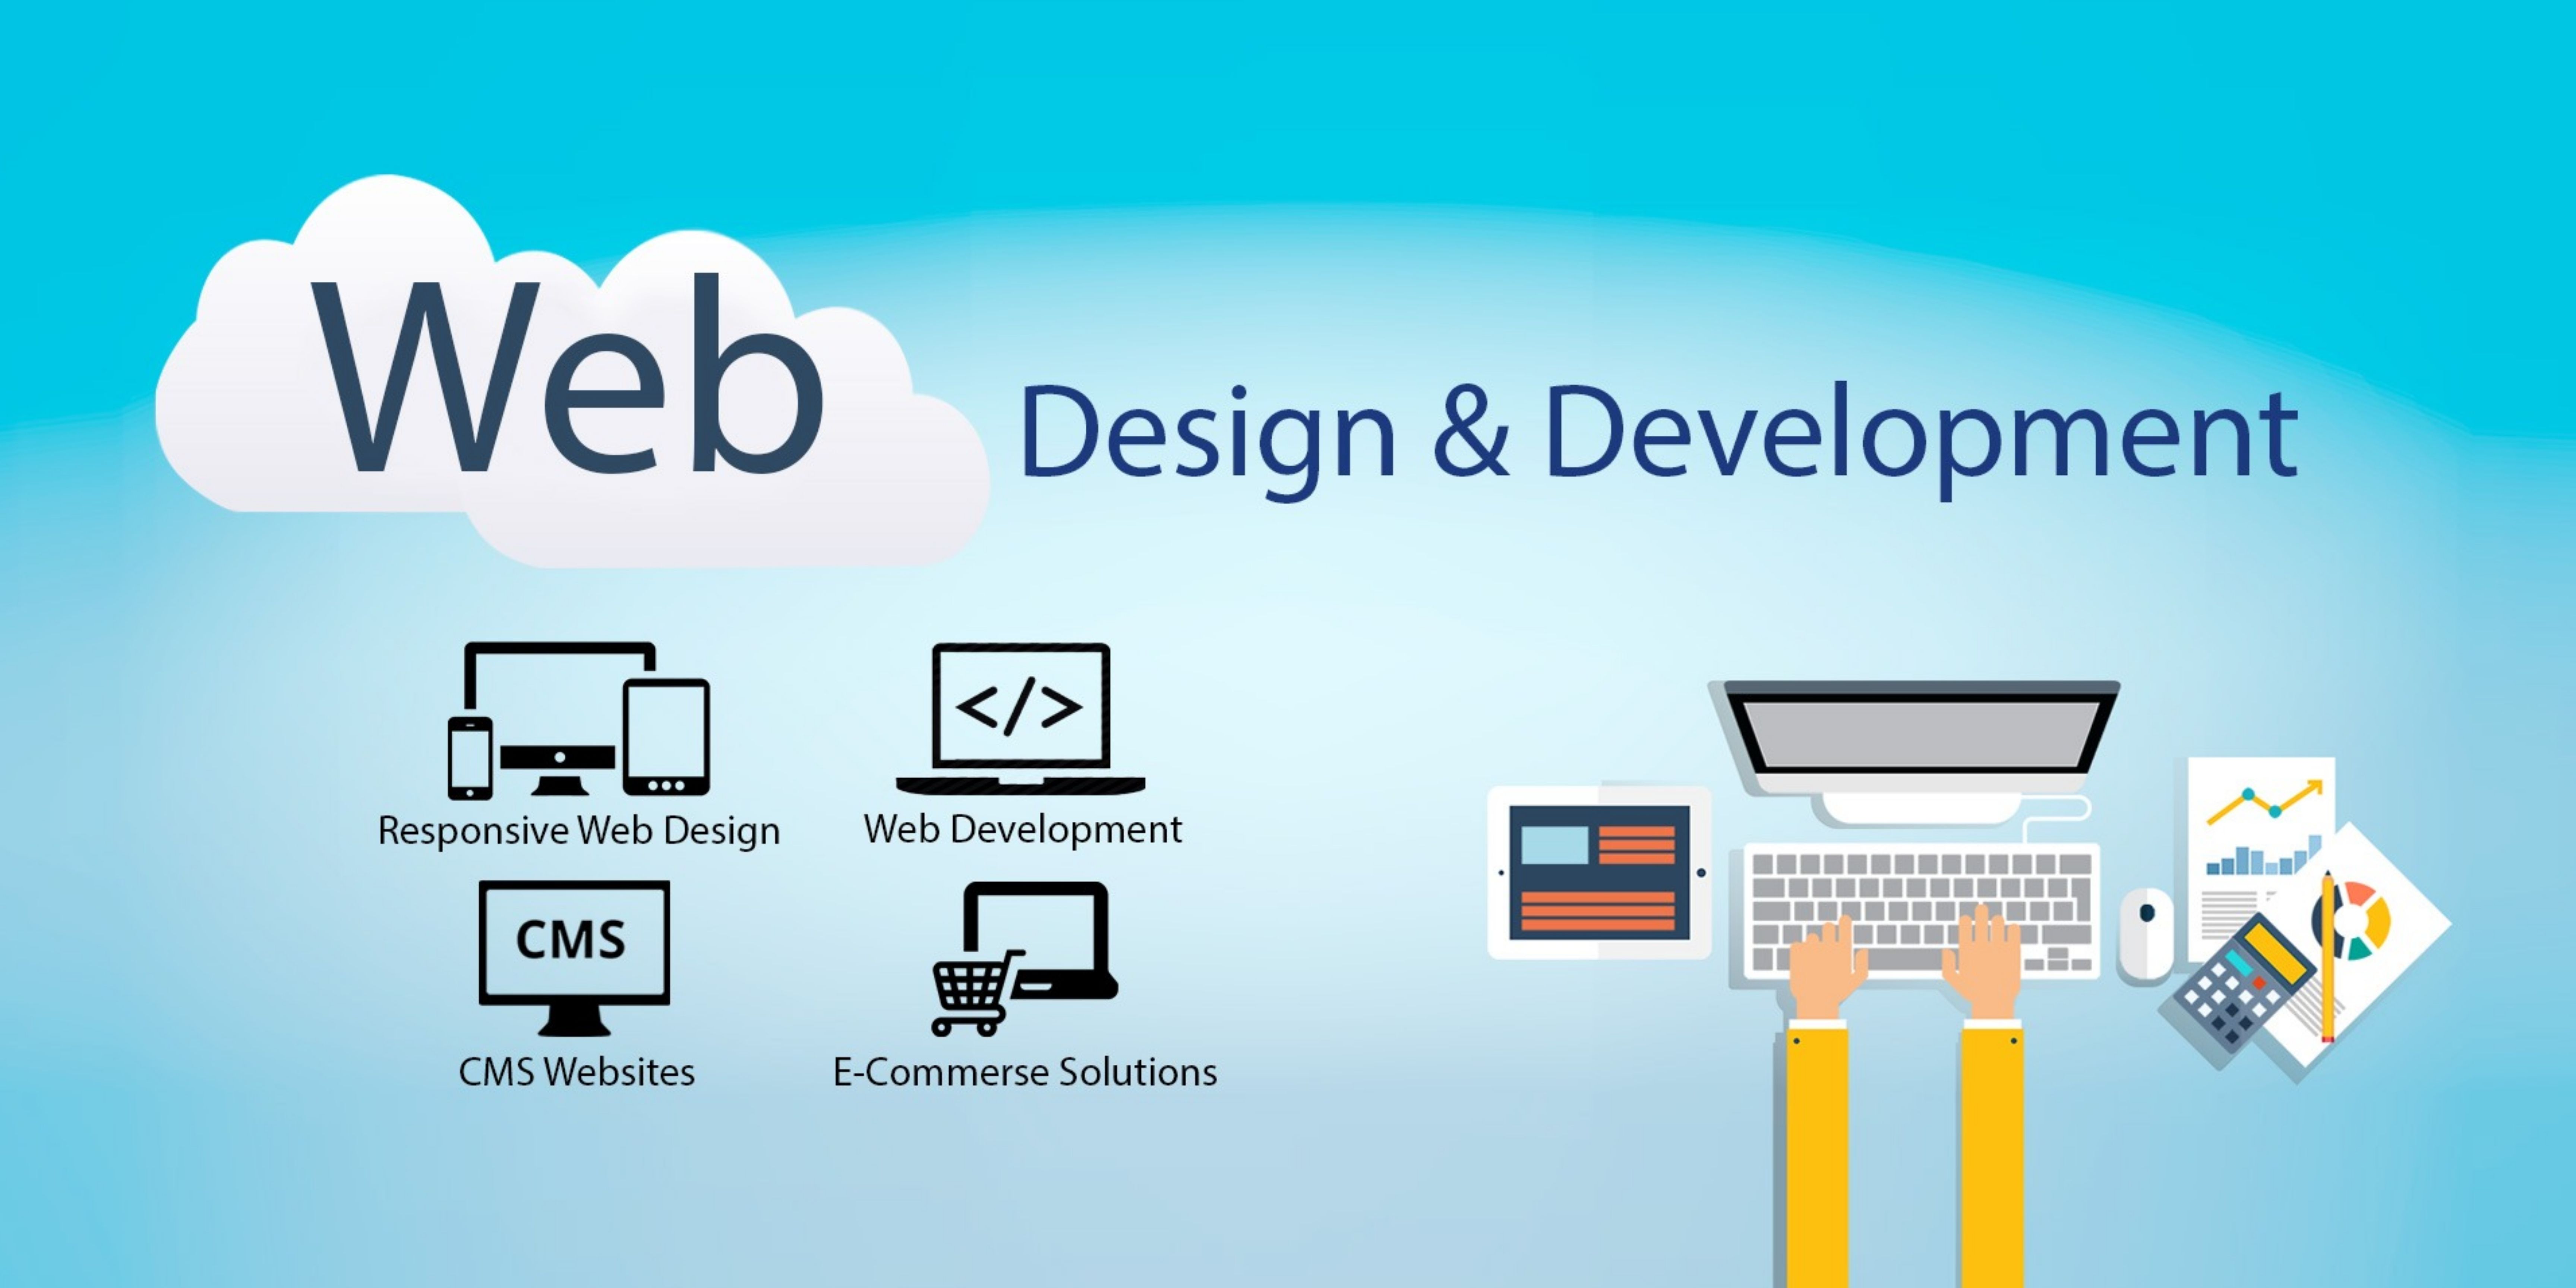 Web
Design & Development
</>
Responsive Web Design
Web Development
CMS
CMS Websites
E-Commerse Solutions